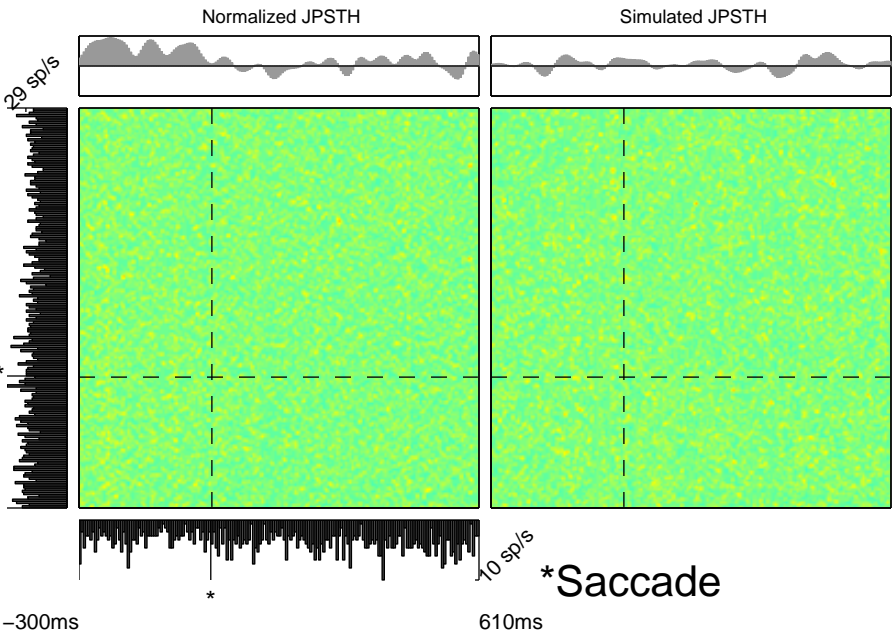 Normalized JPSTH
Simulated JPSTH
29 sp/s
*
10 sp/s
*Saccade
*
−300ms
610ms